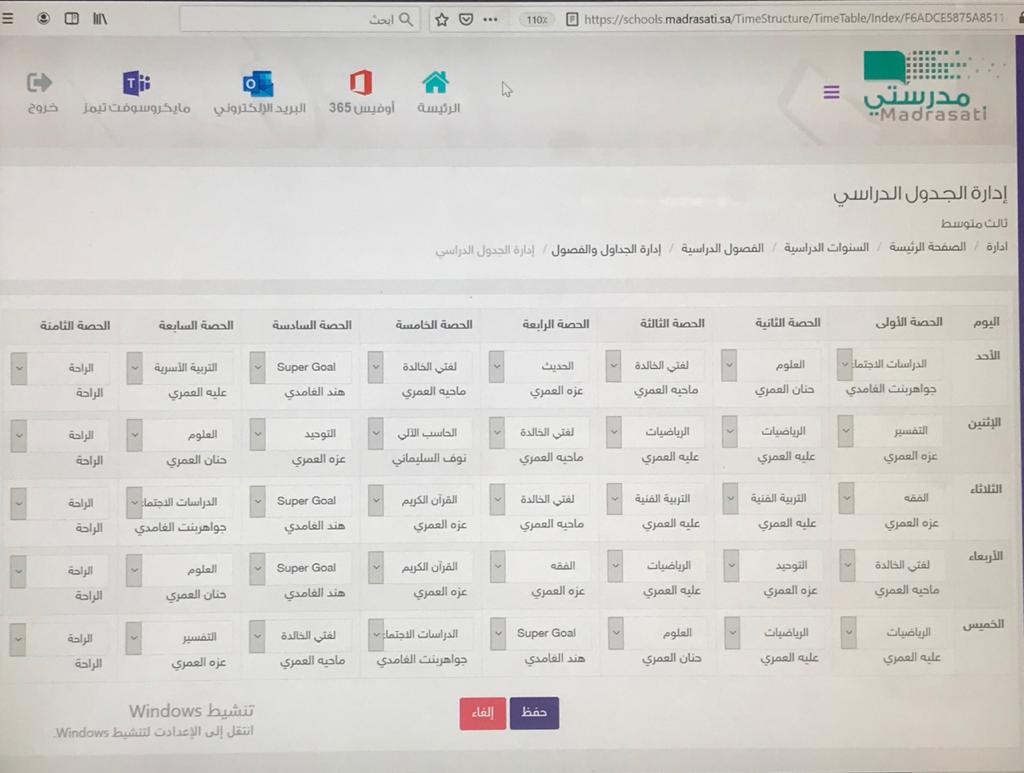 ابحث
110%
https://schools.madrasati.sa/TimeStructure/TimeTable/Index/F6ADCE5875A8511
مدرستي
Madrasati
الرئيسة
أوفيس 365
البريد الإلكتروني
مايكروسوفت تيمز
خروج
إدارة الجدول الدراسي
ثالث متوسط
ادارة / الصفحة الرئيسة / السنوات الدراسية / الفصول الدراسية / إدارة الجداول والفصول / إدارة الجدول الدراسي
اليوم الحصة الأولى الحصة الثانية الحصة الثالثة الحصة الرابعة الحصة الخامسة الحصة السادسة الحصة السابعة الحصة الثامنة
الأحد الدراسات الاجتما العلوم لغتي الخالدة الحديث لغتي الخالدة Super Goal التربية الأسرية الراحة
جواهربنت الغامدي حنان العمري ماحيه العمري عزه العمري ماحيه العمري هند الغامدي عليه العمري الراحة
الإثنين التفسير الرياضيات الرياضيات لغتي الخالدة الحاسب الآلي التوحيد العلوم الراحة
عزه العمري عليه العمري عليه العمري ماحيه العمري نوف السليماني عزه العمري حنان العمري الراحة
الثلاثاء الفقه التربية الفنية التربية الفنية لغتي الخالدة القرآن الكريم Super Goal الدراسات الاجتما الراحة
عزه العمري عليه العمري عليه العمري ماحيه العمري عزه العمري هند الغامدي جواهربنت الغامدي الراحة
الأربعاء لغتي الخالدة التوحيد الرياضيات الفقه القرآن الكريم Super Goal العلوم الراحة
ماحيه العمري عزه العمري عليه العمري عزه العمري عزه العمري هند الغامدي حنان العمري الراحة
الخميس الرياضيات الرياضيات العلوم Super Goal الدراسات الاجتما لغتي الخالدة التفسير الراحة
عليه العمري عليه العمري حنان العمري هند الغامدي جواهربنت الغامدي ماحيه العمري عزه العمري الراحة
حفظ إلغاء
تنشيط Windows
انتقل إلى الإعدادت لتنشيط Windows.